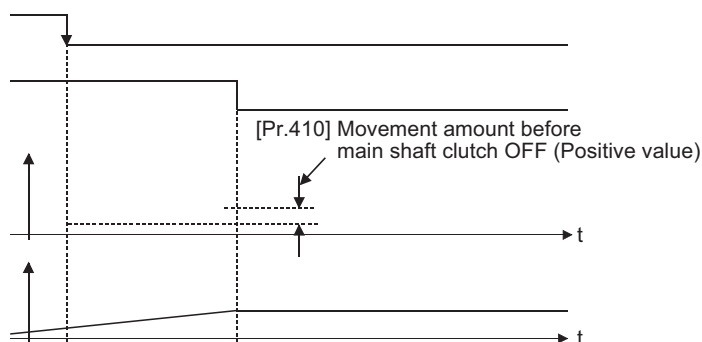 [Pr.410] Movement amount before
main shaft clutch OFF (Positive value)
t
t